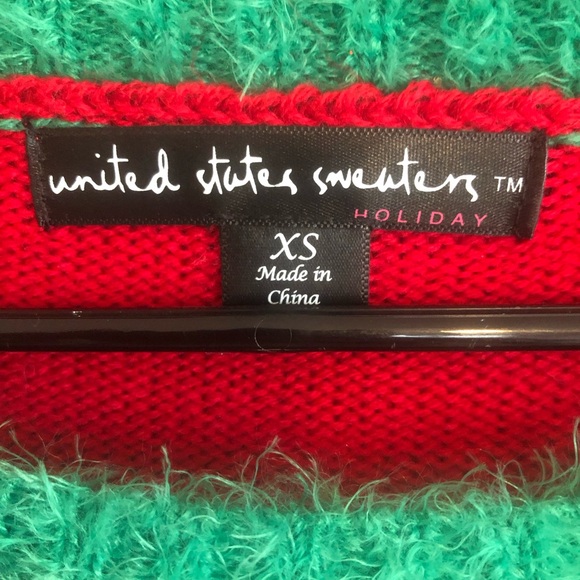 united states sweaters TM
HOLIDAY
XS
Made in
China